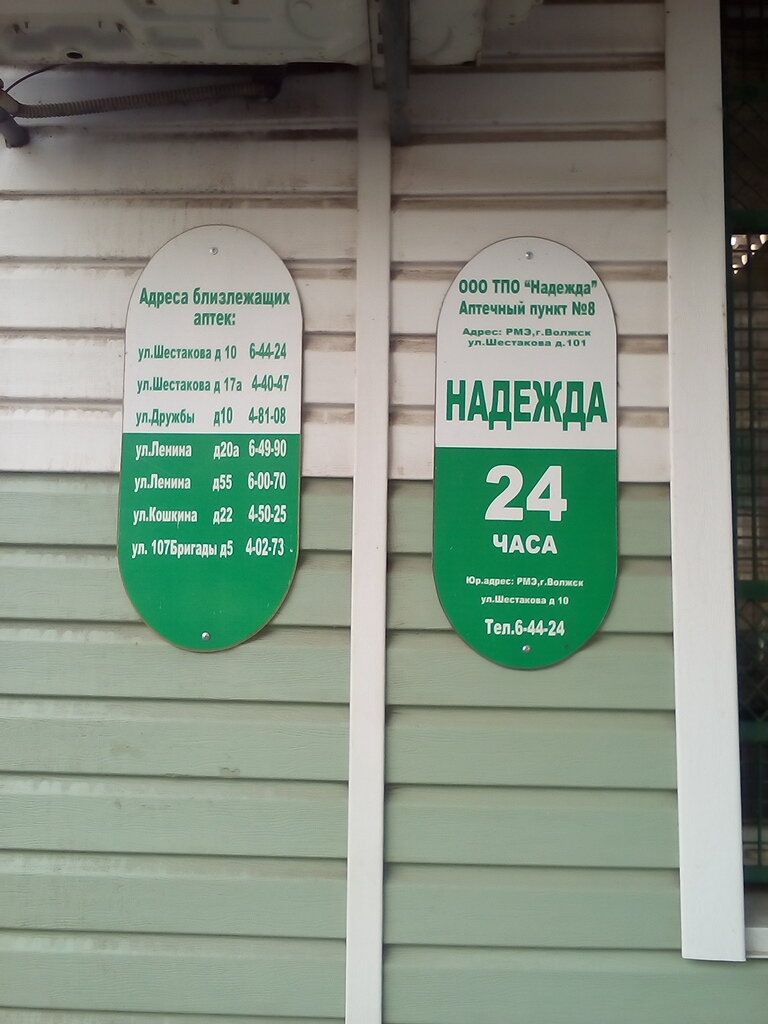 Адреса близлежащих
аптек:
ул.Шестакова д 10 6-44-24
ул.Шестакова д 17а 4-40-47
ул.Дружбы д10 4-81-08
ул.Ленина д20а 6-49-90
ул.Ленина д55 6-00-70
ул.Кошкина д22 4-50-25
ул. 107Бригады д5 4-02-73
ООО ТПО "Надежда"
Аптечный пункт №8
Адрес: РМЭ,г.Волжск
ул.Шестакова д.101
НАДЕЖДА
24
ЧАСА
Юр.адрес: РМЭ,г.Волжск
ул.Шестакова д 10
Тел.6-44-24